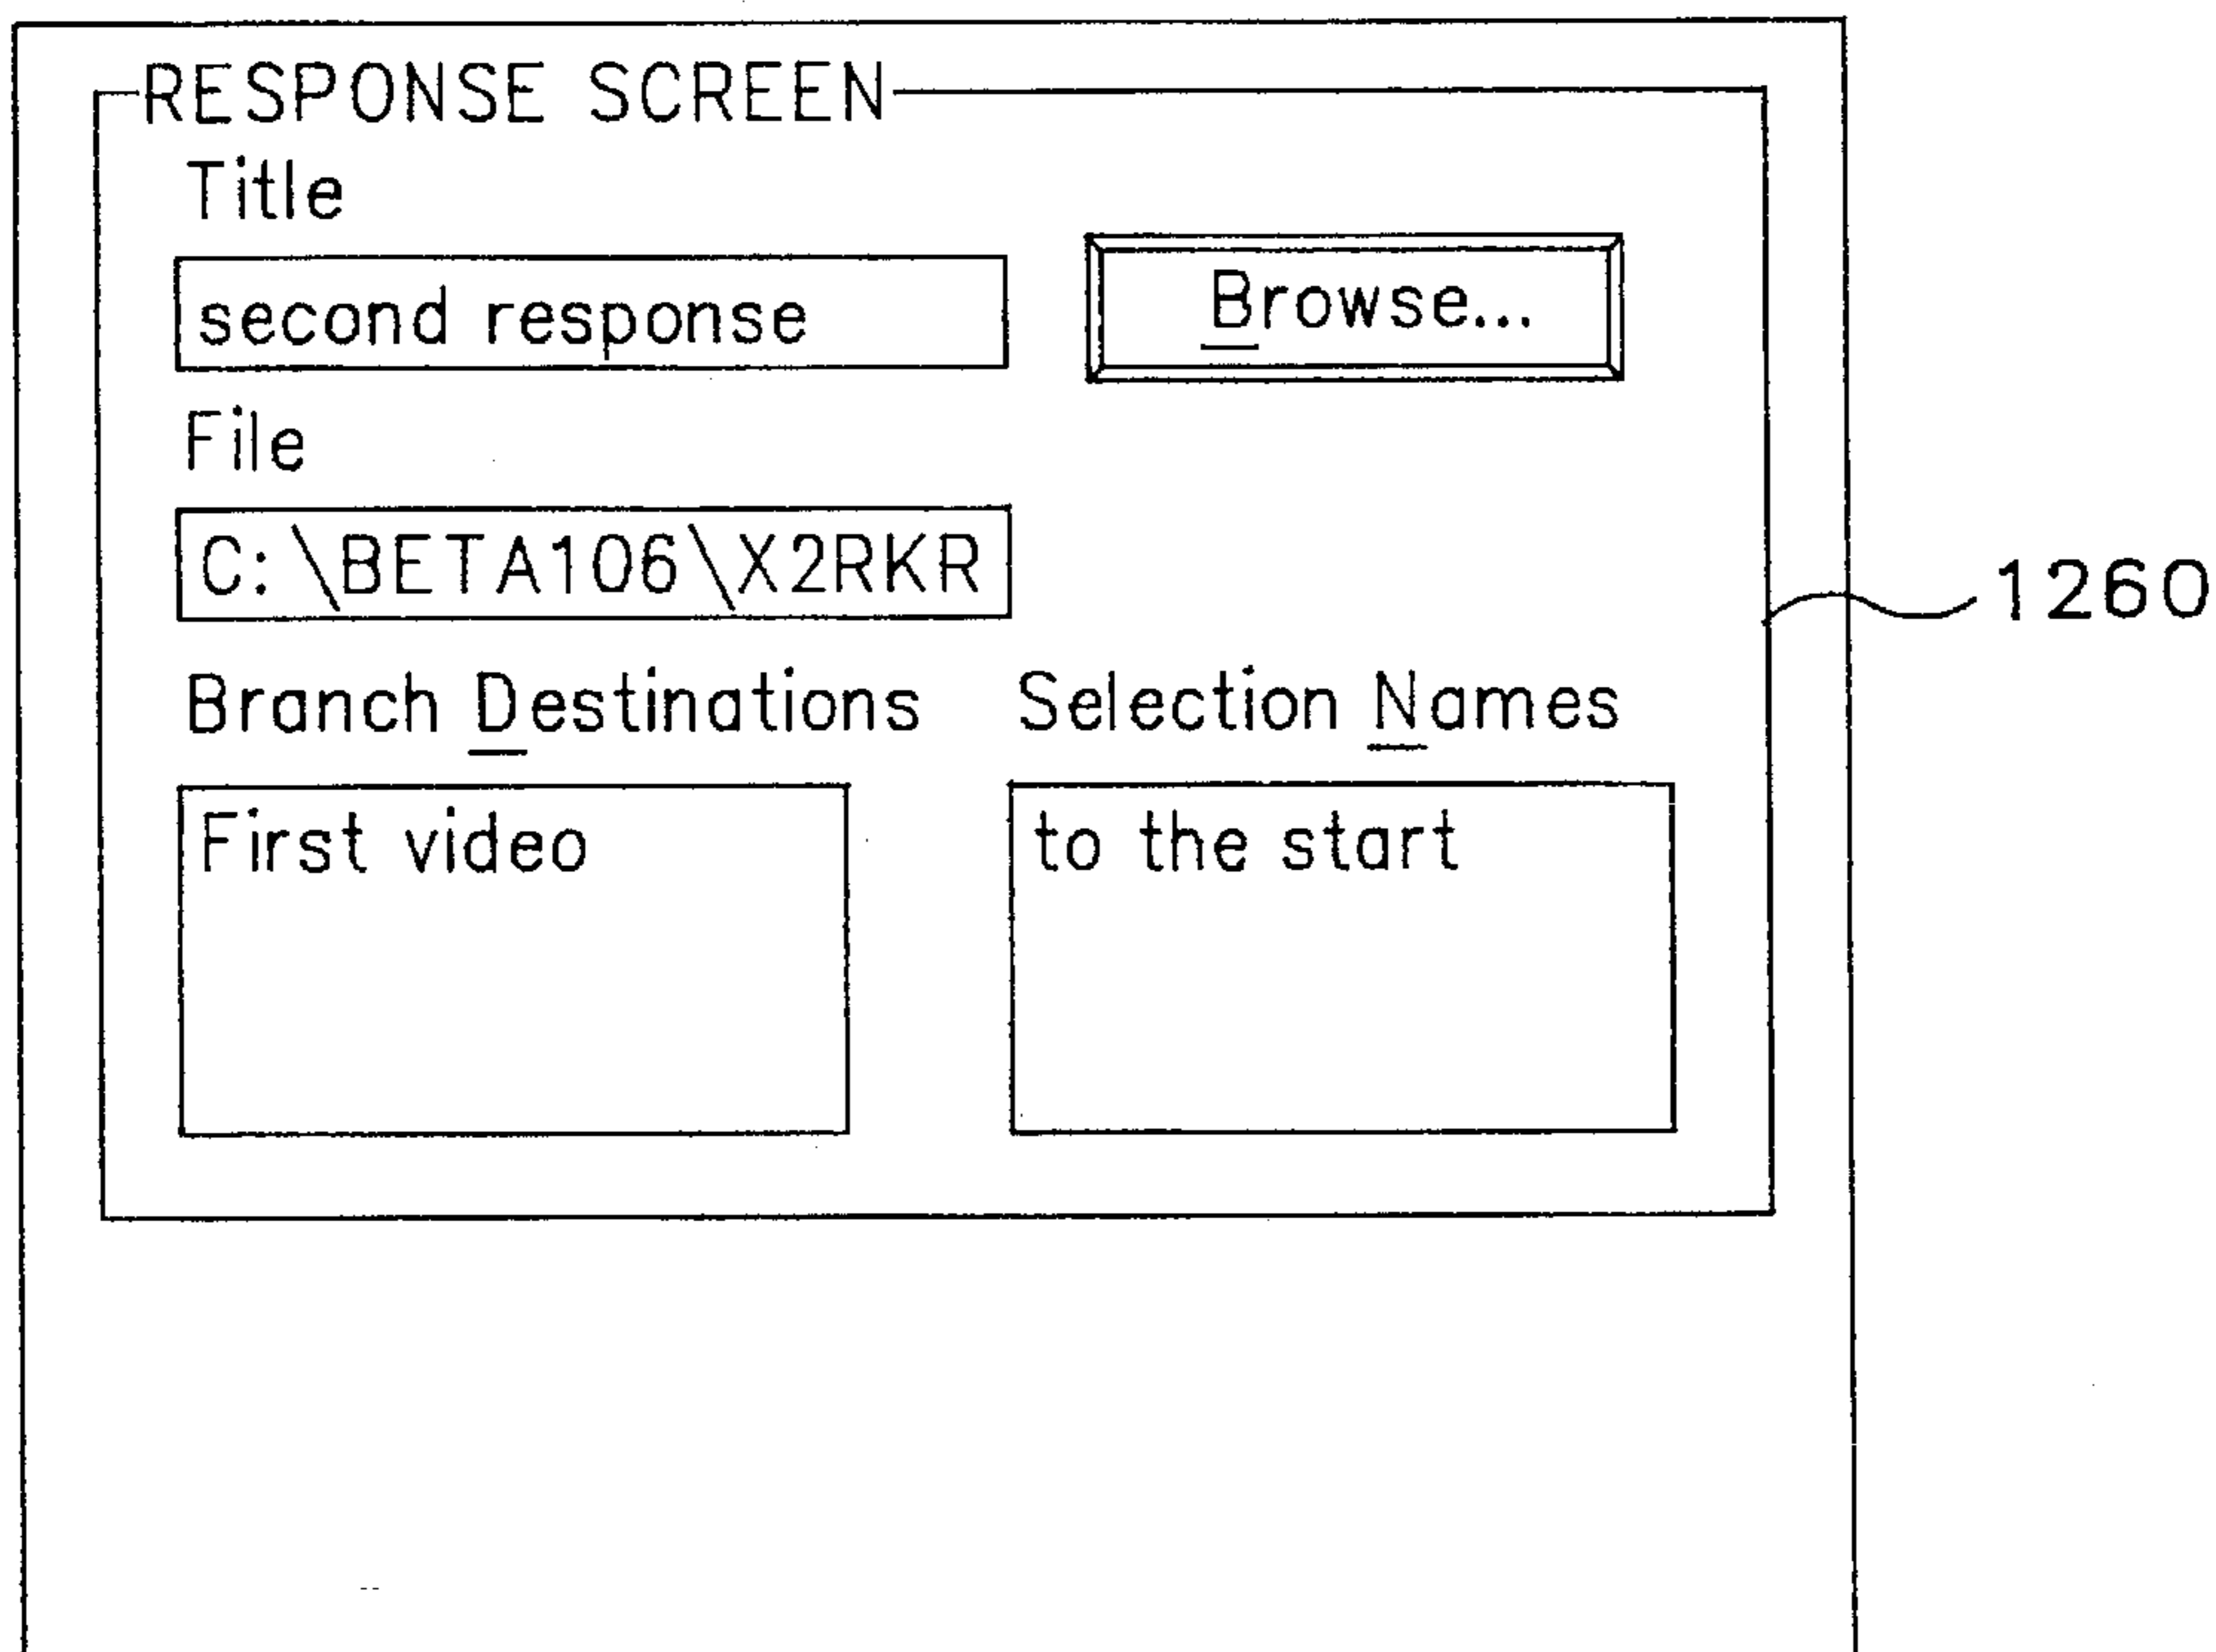 RESPONSE SCREEN
Title
second response
Browse...
File
C:\BETA106\X2RKR
1260
Branch Destinations
Selection Names
First video
to the start